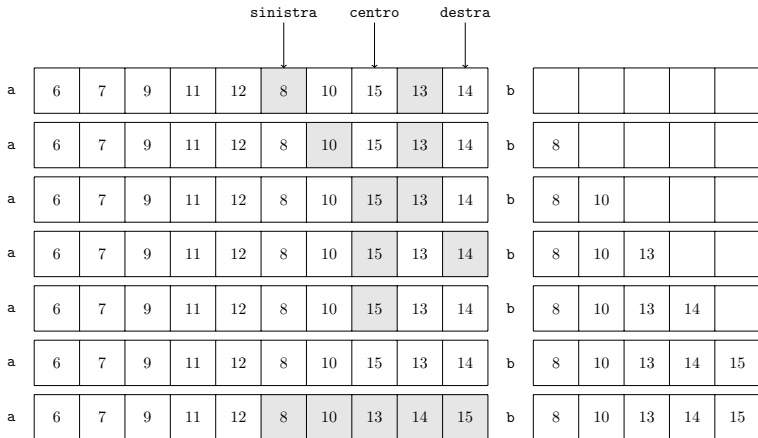 sinistra centro destra
a 6 7 9 11 12 8 10 15 13 14 b
a 6 7 9 11 12 8 10 15 13 14 b 8
a 6 7 9 11 12 8 10 15 13 14 b 8 10
a 6 7 9 11 12 8 10 15 13 14 b 8 10 13
a 6 7 9 11 12 8 10 15 13 14 b 8 10 13 14
a 6 7 9 11 12 8 10 15 13 14 b 8 10 13 14 15
a 6 7 9 11 12 8 10 13 14 15 b 8 10 13 14 15